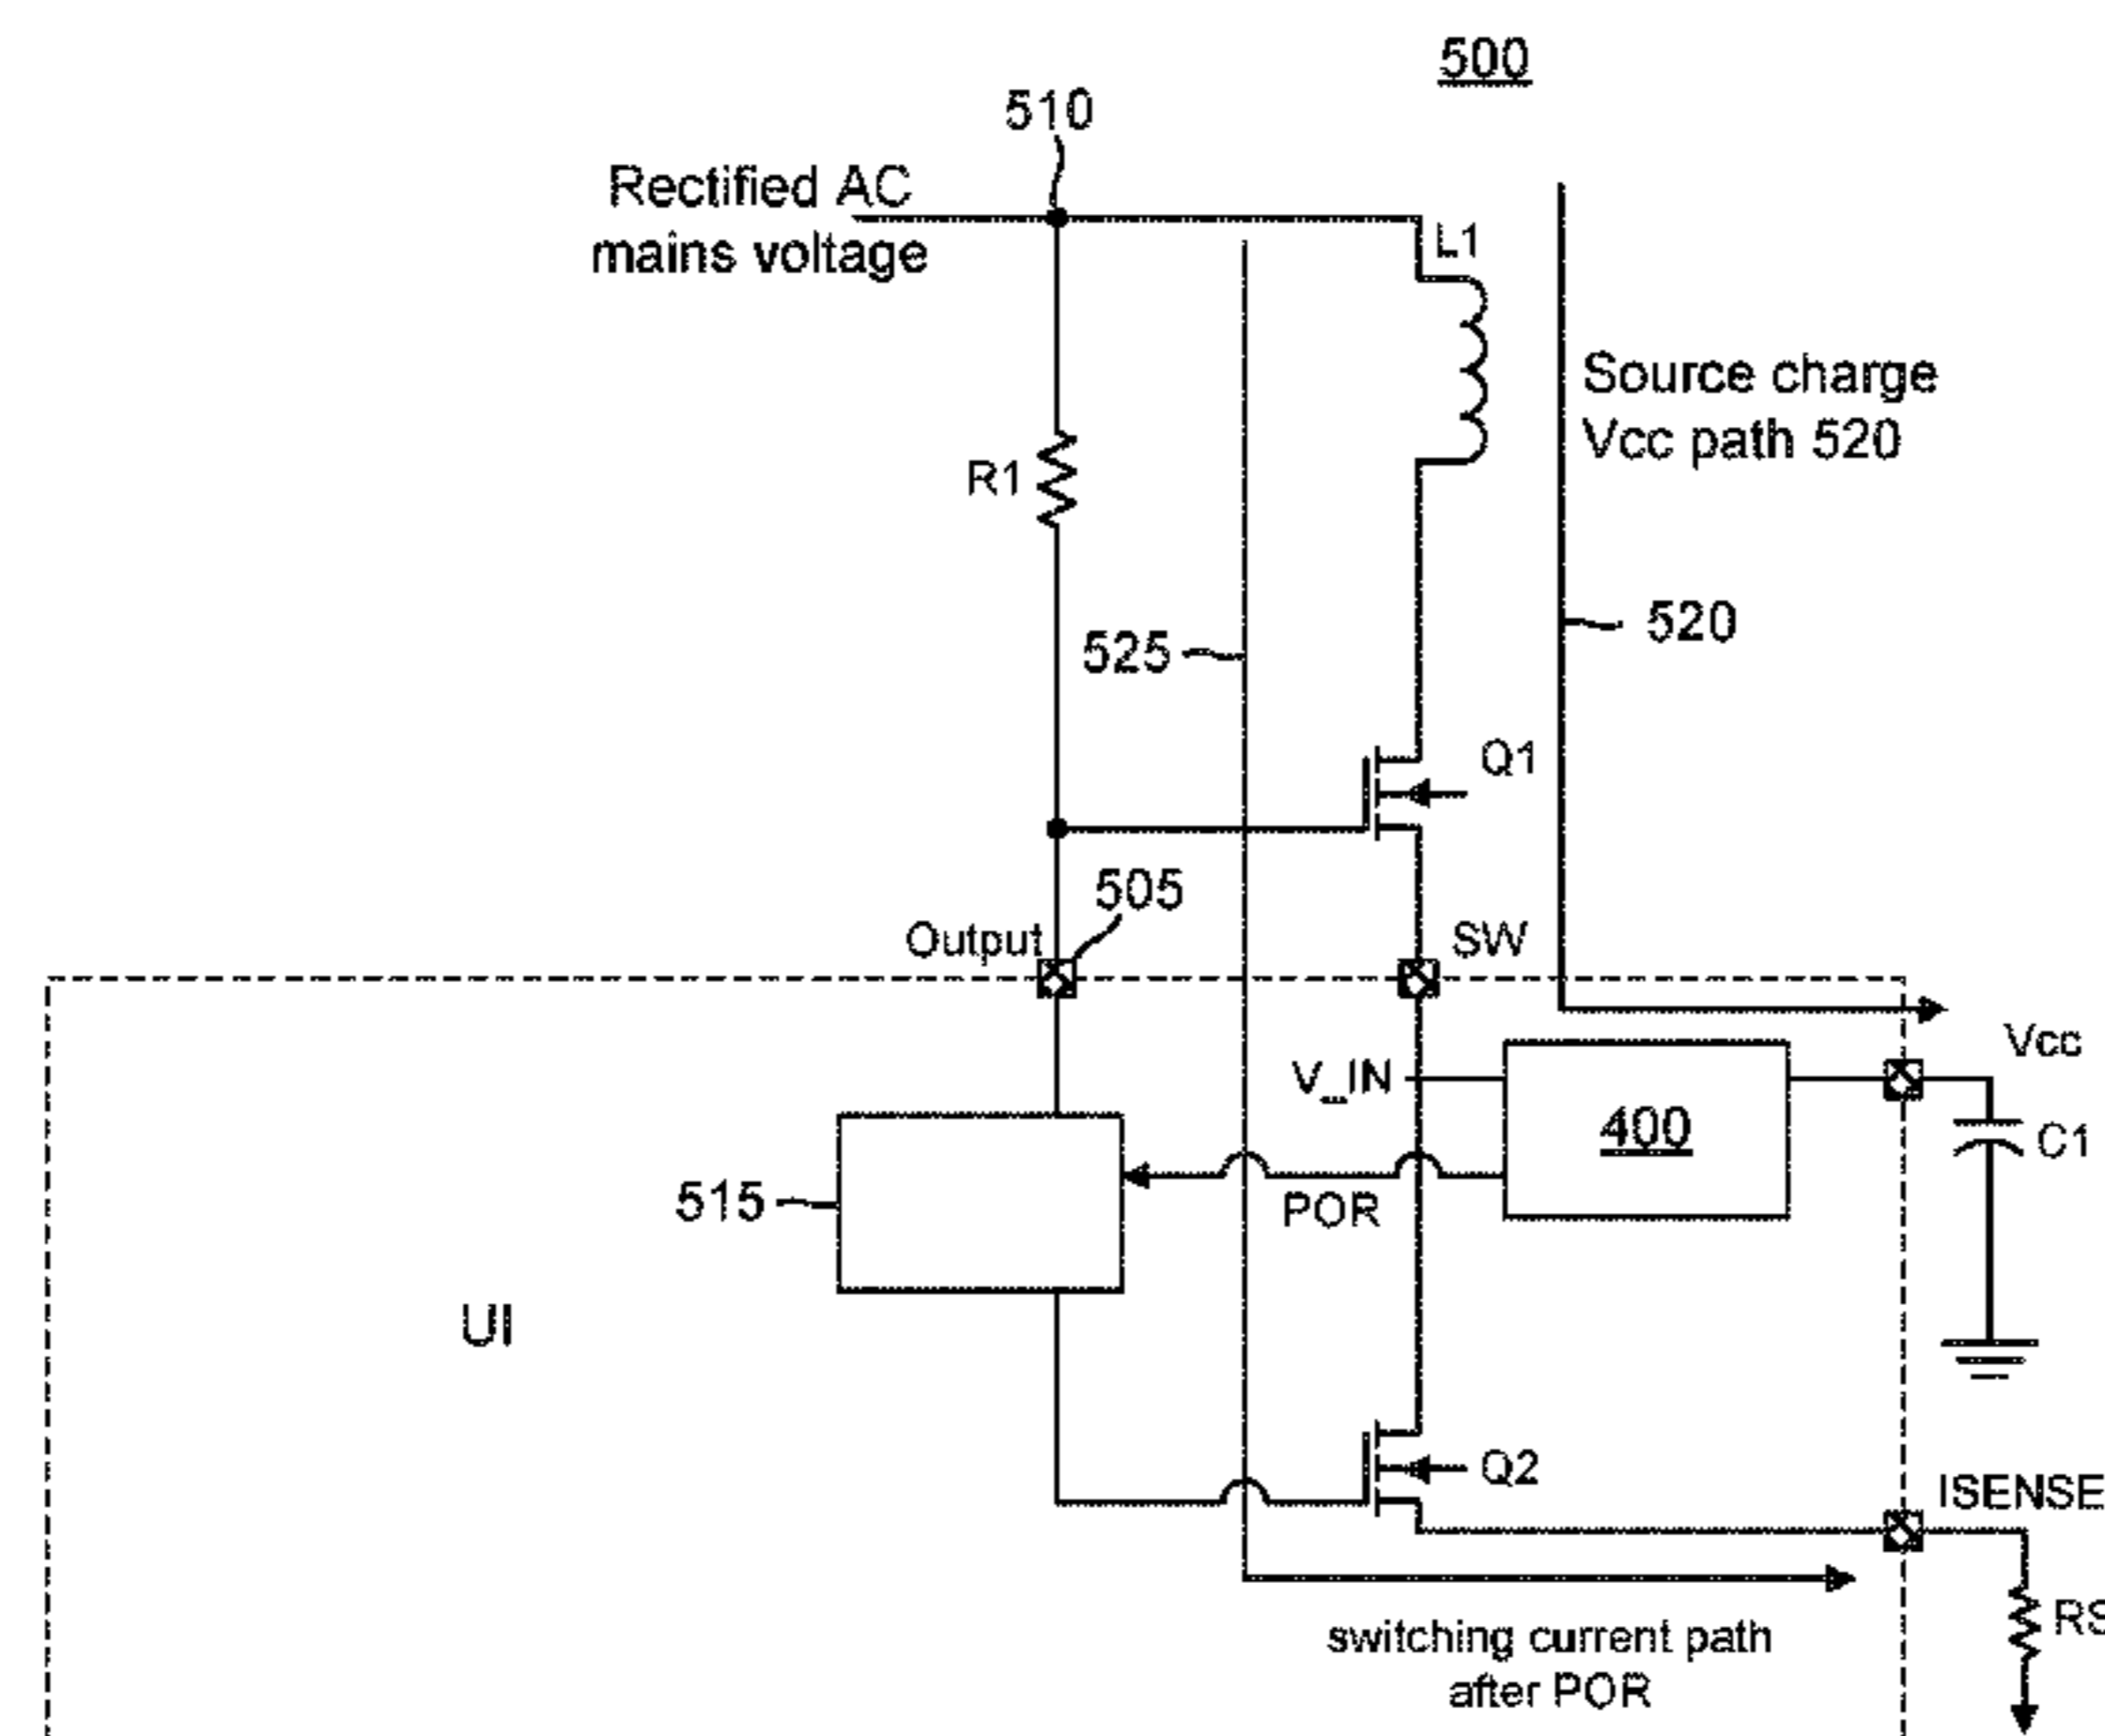 500
510
Rectified AC
mains voltage
L1
Source charge
Vcc path 520
R1
520
525
Q1
505
Output
SW
Vcc
V_IN
400
C1
515
POR
UI
Q2
ISENSE
RS
switching current path
after POR